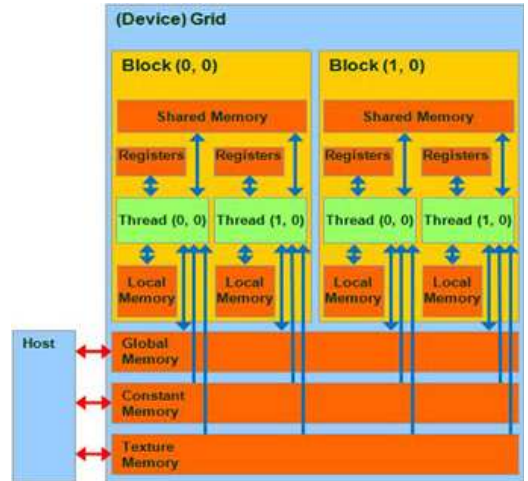 (Device) Grid
Block (0, 0)
Block (1, 0)
Shared Memory
Shared Memory
Registers
Registers
Registers
Registers
Thread (0, 0)
Thread (1, 0)
Thread (0, 0)
Thread (1, 0)
Local
Memory
Local
Memory
Local
Memory
Local
Memory
Host
Global
Memory
Constant
Memory
Texture
Memory